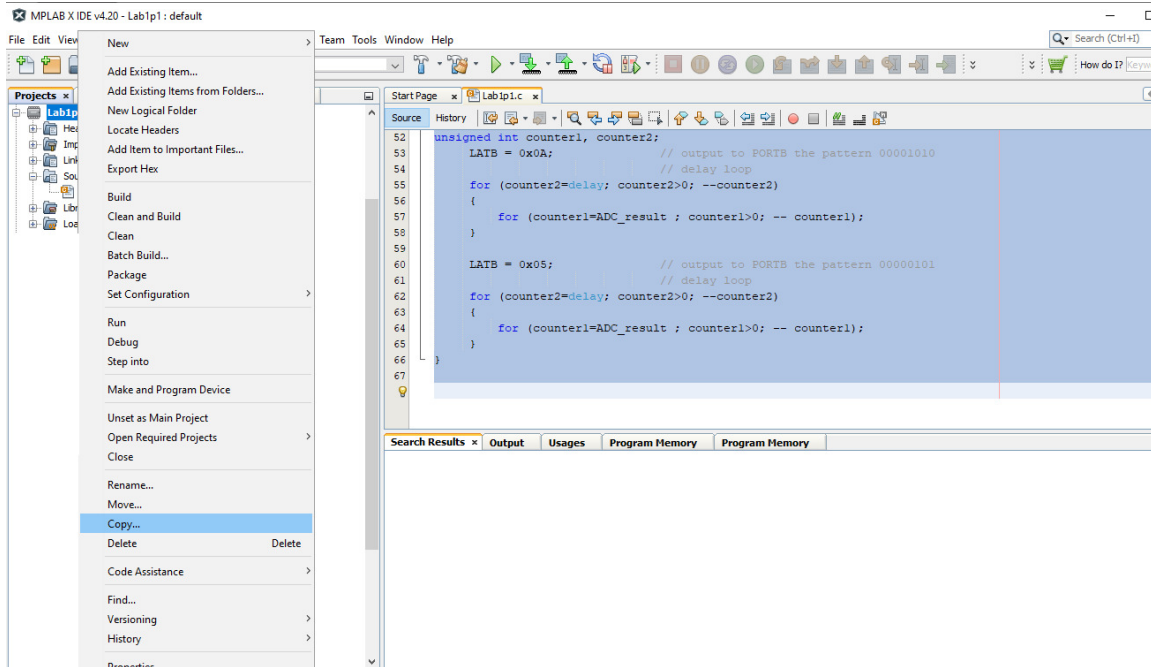 MPLAB X IDE v4.20 - Lab1p1 : default
File Edit View Team Tools Window Help
Search (Ctrl+I)
How do I?
Projects x
Lab1p
Hea
Imp
Link
Sou
Libr
Loa
New
Add Existing Item...
Add Existing Items from Folders...
New Logical Folder
Locate Headers
Add Item to Important Files...
Export Hex
Build
Clean and Build
Clean
Batch Build...
Package
Set Configuration
Run
Debug
Step into
Make and Program Device
Unset as Main Project
Open Required Projects
Close
Rename...
Move...
Copy...
Delete Delete
Code Assistance
Find...
Versioning
History
Properties
Start Page x Lab1p1.c x
Source History
52 unsigned int counter1, counter2;
53 LATB = 0x0A; // output to PORTB the pattern 00001010
54 // delay loop
55 for (counter2=delay; counter2>0; --counter2)
56 {
57 for (counter1=ADC_result ; counter1>0; -- counter1);
58 }
59
60 LATB = 0x05; // output to PORTB the pattern 00000101
61 // delay loop
62 for (counter2=delay; counter2>0; --counter2)
63 {
64 for (counter1=ADC_result ; counter1>0; -- counter1);
65 }
66 }
67
Search Results x Output Usages Program Memory Program Memory